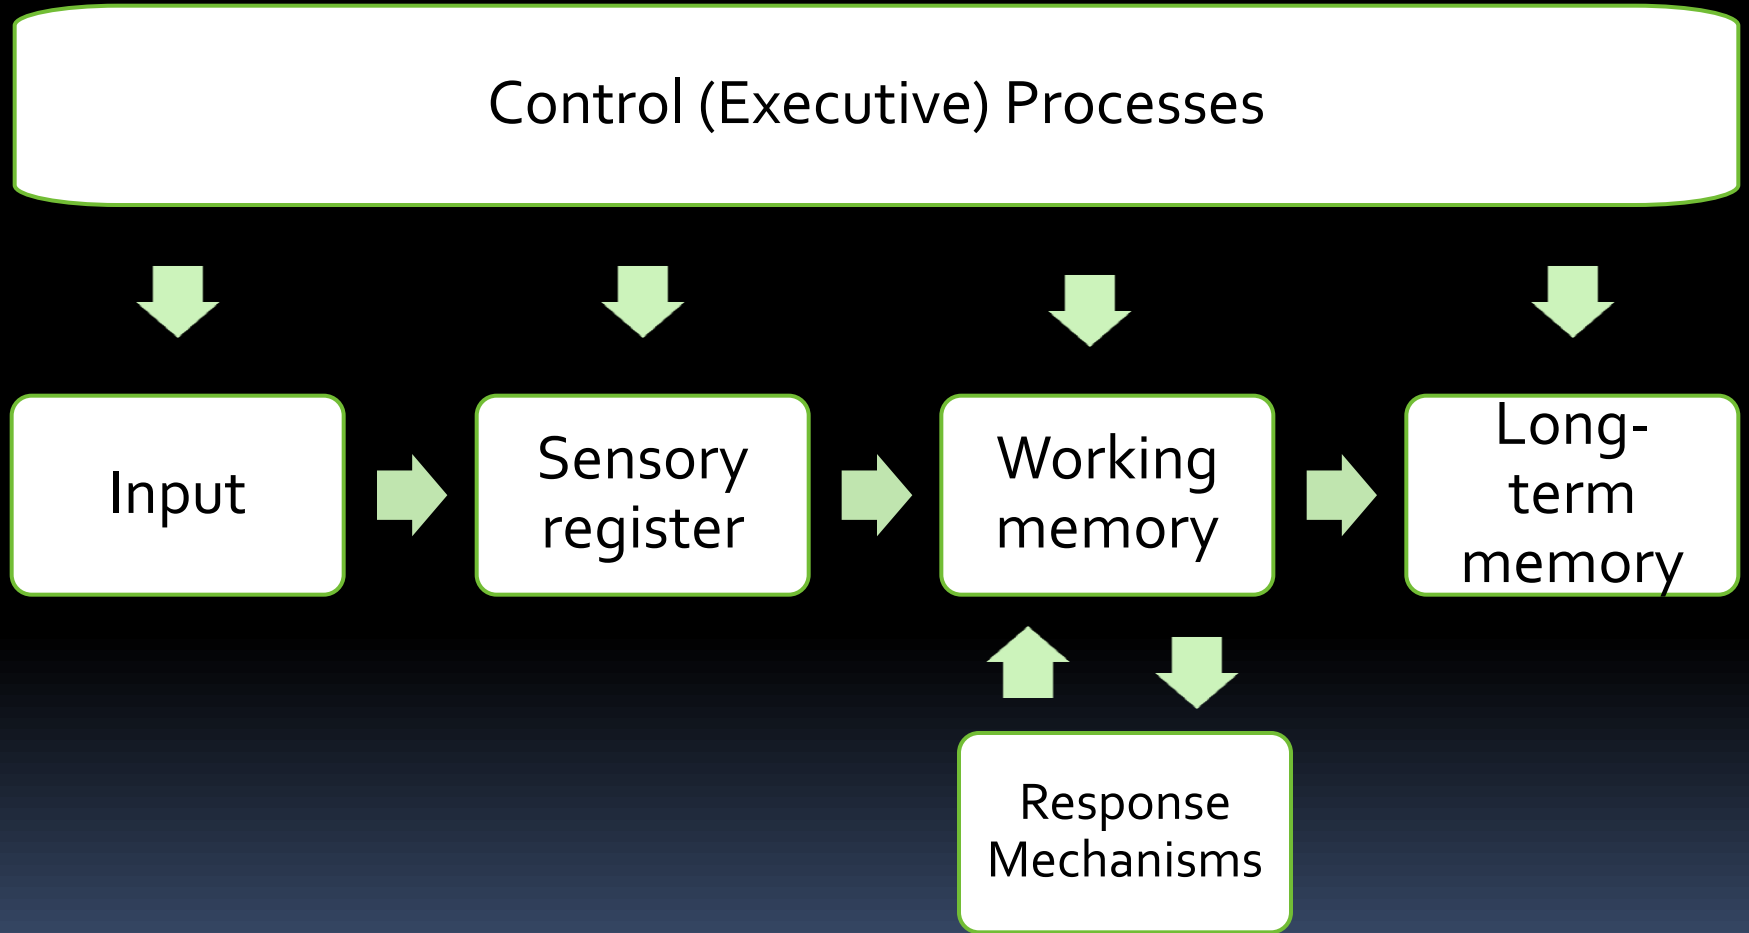 Control (Executive) Processes
Input
Sensory
register
Working
memory
Long-
term
memory
Response
Mechanisms